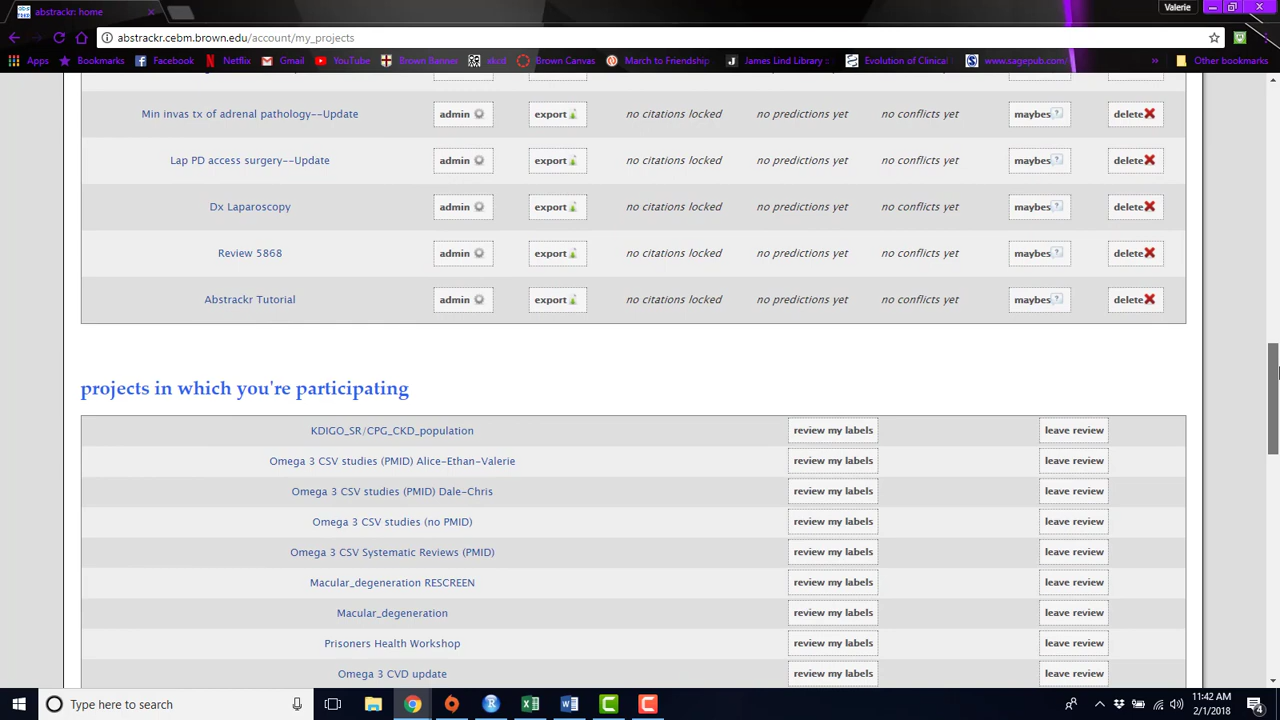 abstrackr: home
Valerie
abstrackr.cebm.brown.edu/account/my_projects
Apps Bookmarks Facebook Netflix Gmail YouTube Brown Banner xkcd Brown Canvas March to Friendship James Lind Library Evolution of Clinical www.sagepub.com/ » Other bookmarks
Min invas tx of adrenal pathology--Update admin export no citations locked no predictions yet no conflicts yet maybes delete
Lap PD access surgery--Update admin export no citations locked no predictions yet no conflicts yet maybes delete
Dx Laparoscopy admin export no citations locked no predictions yet no conflicts yet maybes delete
Review 5868 admin export no citations locked no predictions yet no conflicts yet maybes delete
Abstrackr Tutorial admin export no citations locked no predictions yet no conflicts yet maybes delete
projects in which you're participating
KDIGO_SR/CPG_CKD_population review my labels leave review
Omega 3 CSV studies (PMID) Alice-Ethan-Valerie review my labels leave review
Omega 3 CSV studies (PMID) Dale-Chris review my labels leave review
Omega 3 CSV studies (no PMID) review my labels leave review
Omega 3 CSV Systematic Reviews (PMID) review my labels leave review
Macular_degeneration RESCREEN review my labels leave review
Macular_degeneration review my labels leave review
Prisoners Health Workshop review my labels leave review
Omega 3 CVD update review my labels leave review
Type here to search
11:42 AM
2/1/2018
4